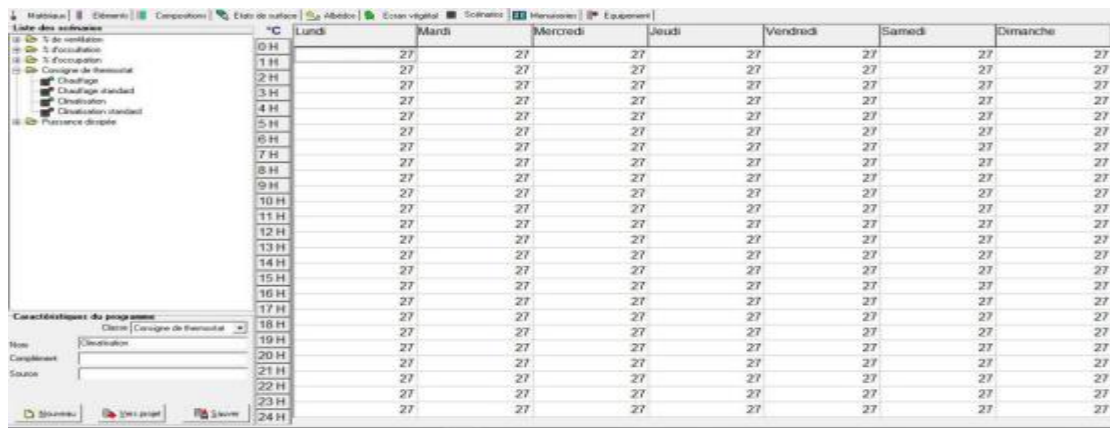 Matériaux Eléments Compositions Etats de surface Albédos Ecran végétal Scénarios Menuiseries Equipement
Liste des scénarios
% de ventilation
% d'occultation
% d'occupation
Consigne de thermostat
Chauffage
Chauffage standard
Climatisation
Climatisation standard
Puissance dissipée
Caractéristiques du programme
Classe Consigne de thermostat
Nom Climatisation
Complément
Source
Nouveau Vers projet Sauver
°C Lundi Mardi Mercredi Jeudi Vendredi Samedi Dimanche
0 H
27 27 27 27 27 27 27
1 H
27 27 27 27 27 27 27
2 H
27 27 27 27 27 27 27
3 H
27 27 27 27 27 27 27
4 H
27 27 27 27 27 27 27
5 H
27 27 27 27 27 27 27
6 H
27 27 27 27 27 27 27
7 H
27 27 27 27 27 27 27
8 H
27 27 27 27 27 27 27
9 H
27 27 27 27 27 27 27
10 H
27 27 27 27 27 27 27
11 H
27 27 27 27 27 27 27
12 H
27 27 27 27 27 27 27
13 H
27 27 27 27 27 27 27
14 H
27 27 27 27 27 27 27
15 H
27 27 27 27 27 27 27
16 H
27 27 27 27 27 27 27
17 H
27 27 27 27 27 27 27
18 H
27 27 27 27 27 27 27
19 H
27 27 27 27 27 27 27
20 H
27 27 27 27 27 27 27
21 H
27 27 27 27 27 27 27
22 H
27 27 27 27 27 27 27
23 H
27 27 27 27 27 27 27
24 H